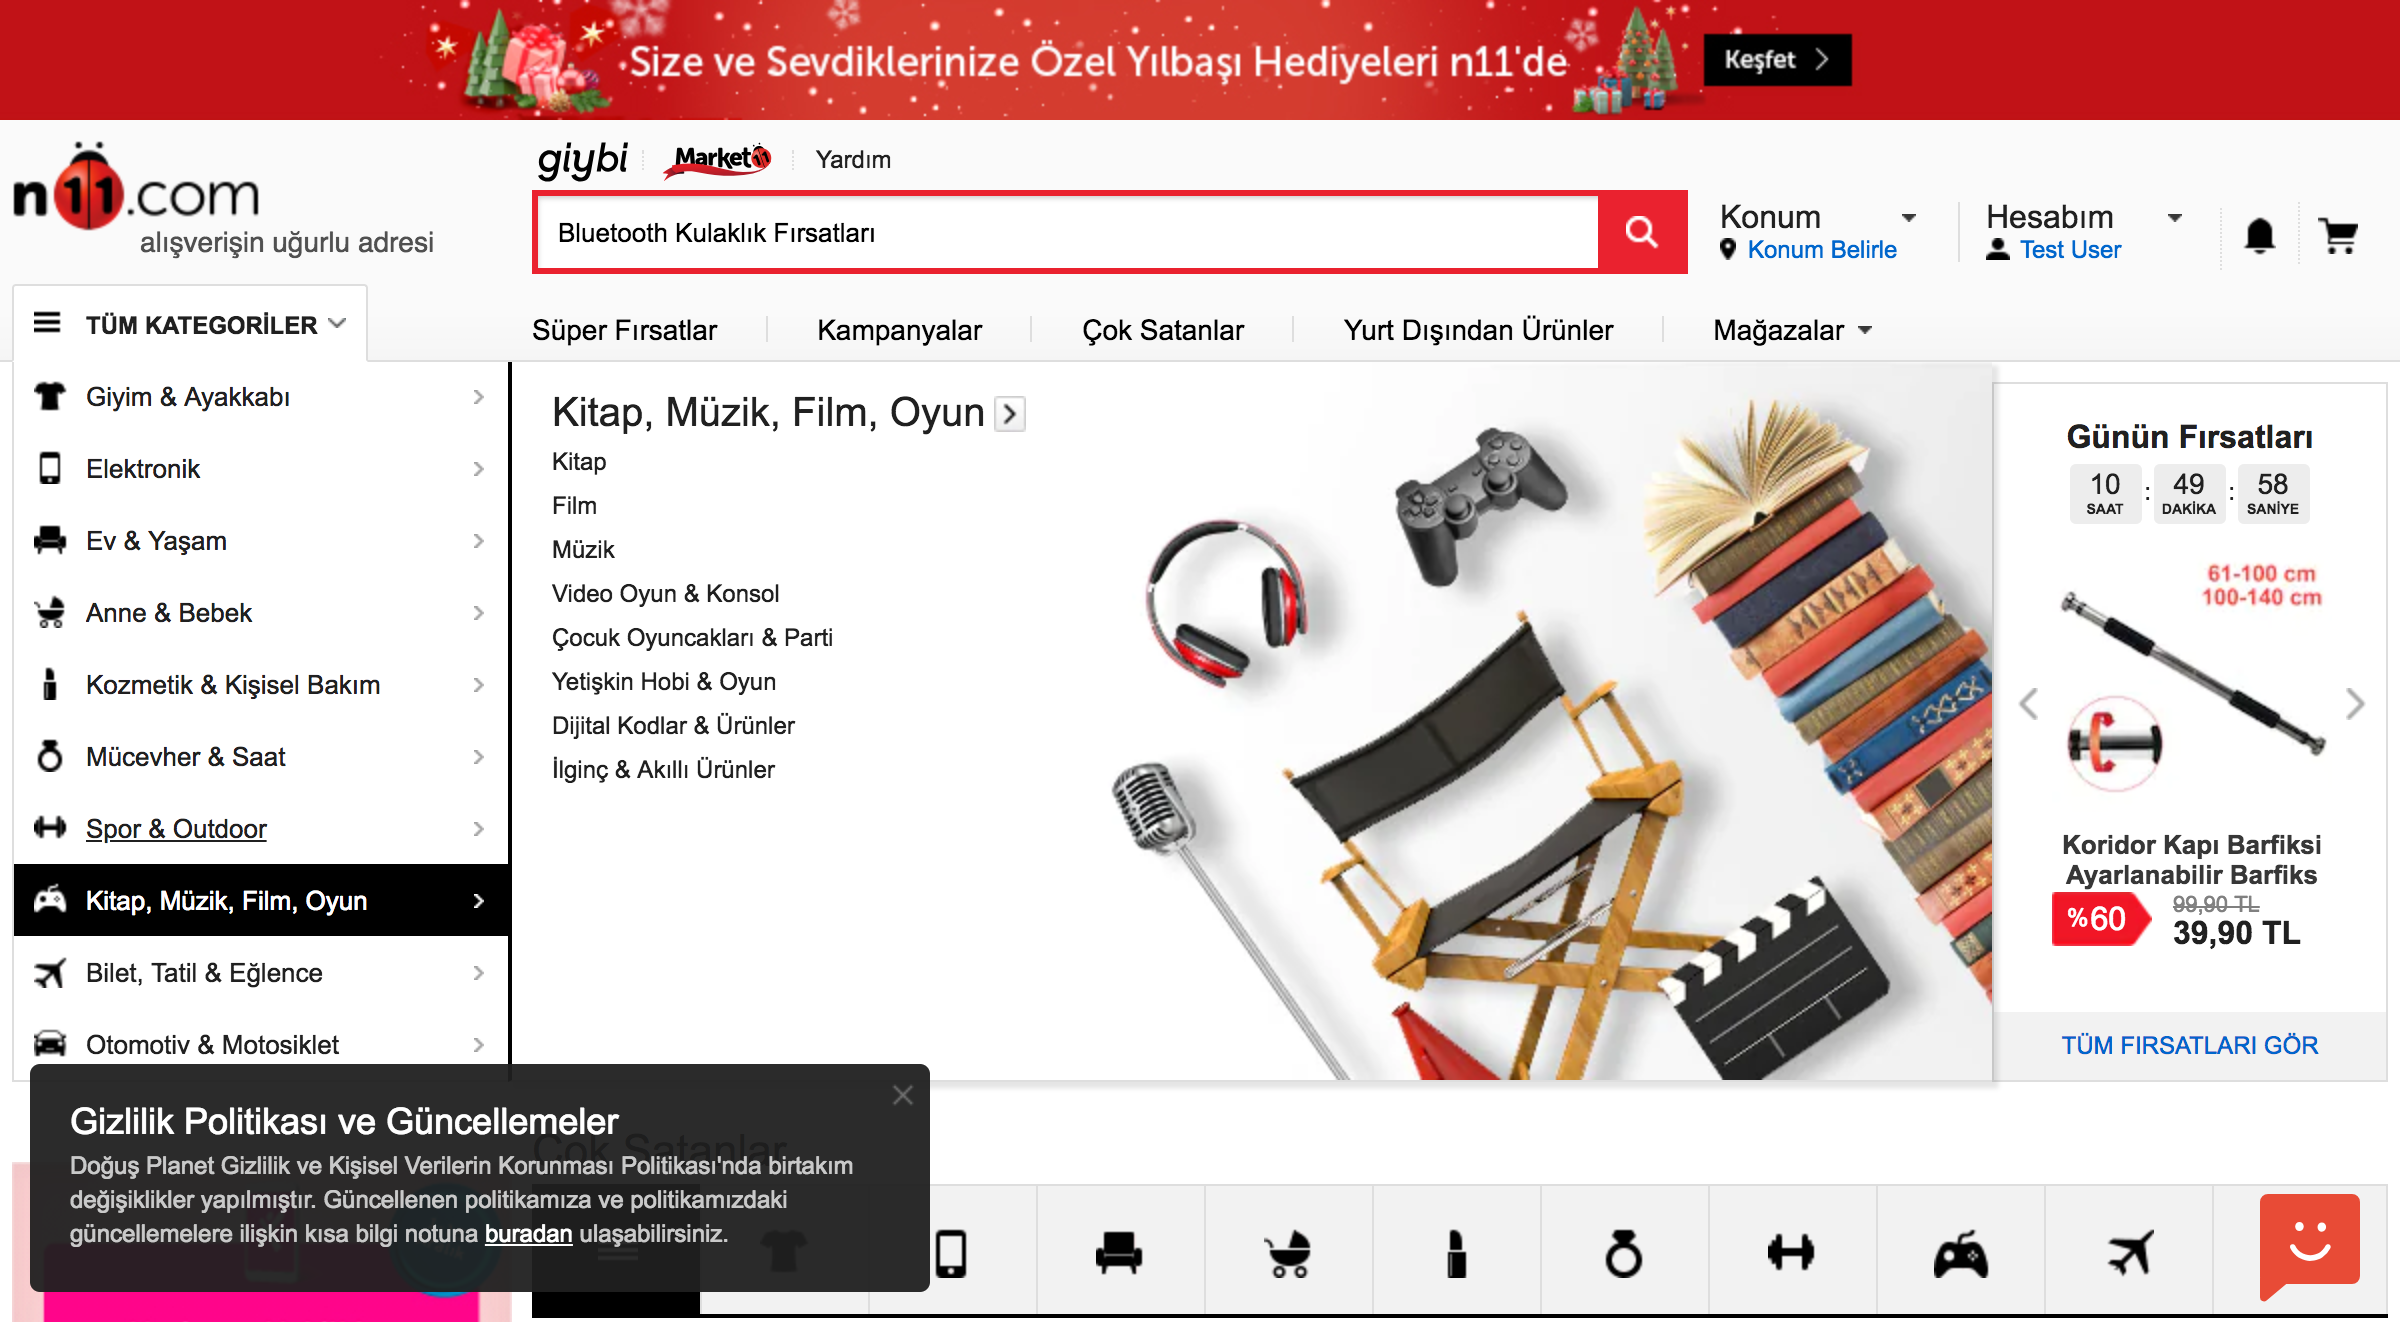 Size ve Sevdiklerinize Özel Yılbaşı Hediyeleri n11'de
Keşfet
n11.com
alışverişin uğurlu adresi
giybi
Market11
Yardım
Bluetooth Kulaklık Fırsatları
Konum
Konum Belirle
Hesabım
Test User
TÜM KATEGORİLER
Süper Fırsatlar
Kampanyalar
Çok Satanlar
Yurt Dışından Ürünler
Mağazalar
Giyim & Ayakkabı
Elektronik
Ev & Yaşam
Anne & Bebek
Kozmetik & Kişisel Bakım
Mücevher & Saat
Spor & Outdoor
Kitap, Müzik, Film, Oyun
Bilet, Tatil & Eğlence
Otomotiv & Motosiklet
Kitap, Müzik, Film, Oyun
Kitap
Film
Müzik
Video Oyun & Konsol
Çocuk Oyuncakları & Parti
Yetişkin Hobi & Oyun
Dijital Kodlar & Ürünler
İlginç & Akıllı Ürünler
Günün Fırsatları
10 : 49 : 58
SAAT DAKİKA SANİYE
61-100 cm
100-140 cm
Koridor Kapı Barfiksi
Ayarlanabilir Barfiks
%60
99,90 TL
39,90 TL
TÜM FIRSATLARI GÖR
Çok Satanlar
Gizlilik Politikası ve Güncellemeler
Doğuş Planet Gizlilik ve Kişisel Verilerin Korunması Politikası'nda birtakım
değişiklikler yapılmıştır. Güncellenen politikamıza ve politikamızdaki
güncellemelere ilişkin kısa bilgi notuna buradan ulaşabilirsiniz.